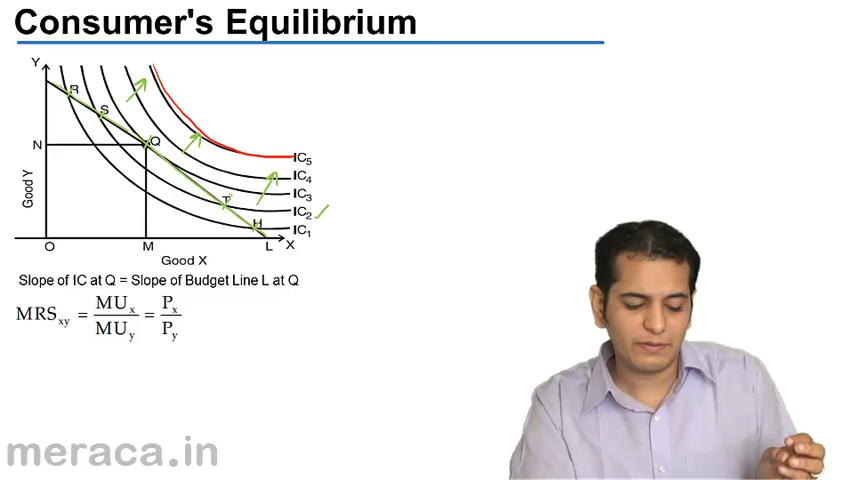 Consumer's Equilibrium
Y
R
S
Q
N
IC5
IC4
IC3
T
IC2
H
IC1
Good Y
O
M
L
X
Good X
Slope of IC at Q = Slope of Budget Line L at Q
MRSxy = MUx/MUy = Px/Py
meraca.in